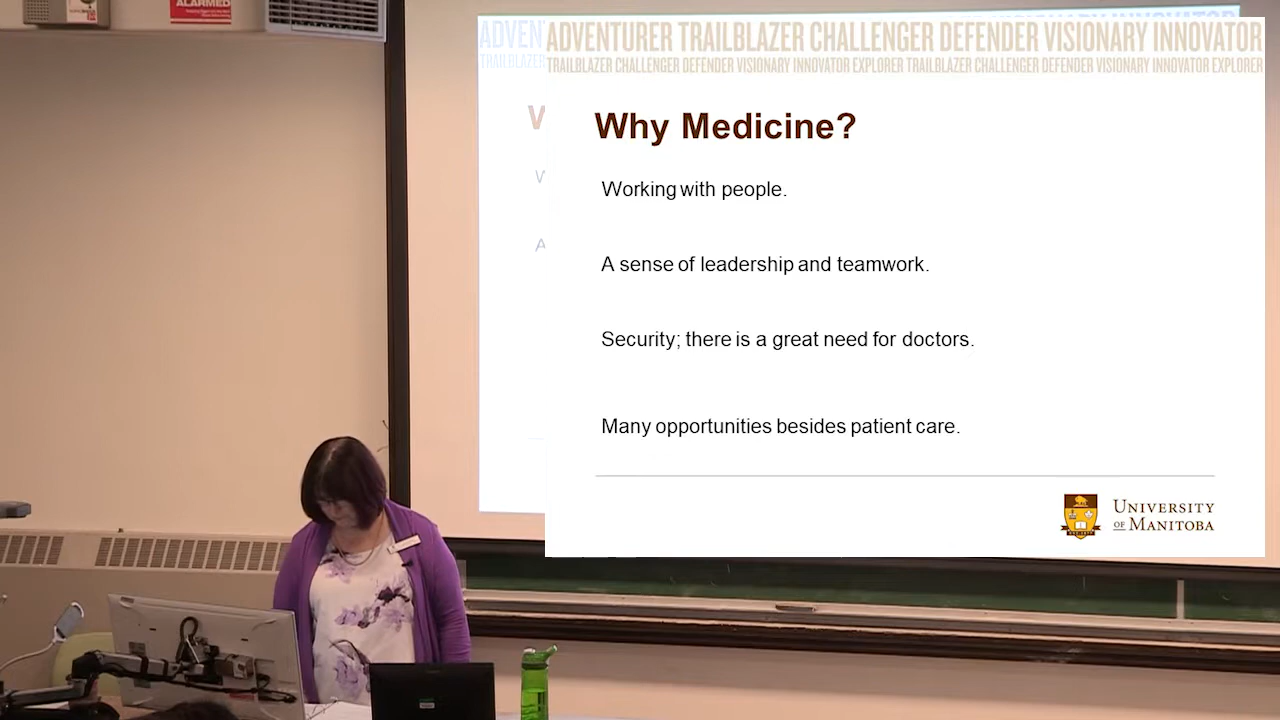 ALARMED
ADVEN
TRAILBLAZER
ADVENTURER TRAILBLAZER CHALLENGER DEFENDER VISIONARY INNOVATOR
TRAILBLAZER CHALLENGER DEFENDER VISIONARY INNOVATOR EXPLORER TRAILBLAZER CHALLENGER DEFENDER VISIONARY INNOVATOR EXPLORER
Why Medicine?
W
Working with people.
A
A sense of leadership and teamwork.
Security; there is a great need for doctors.
Many opportunities besides patient care.
UNIVERSITY
OF MANITOBA